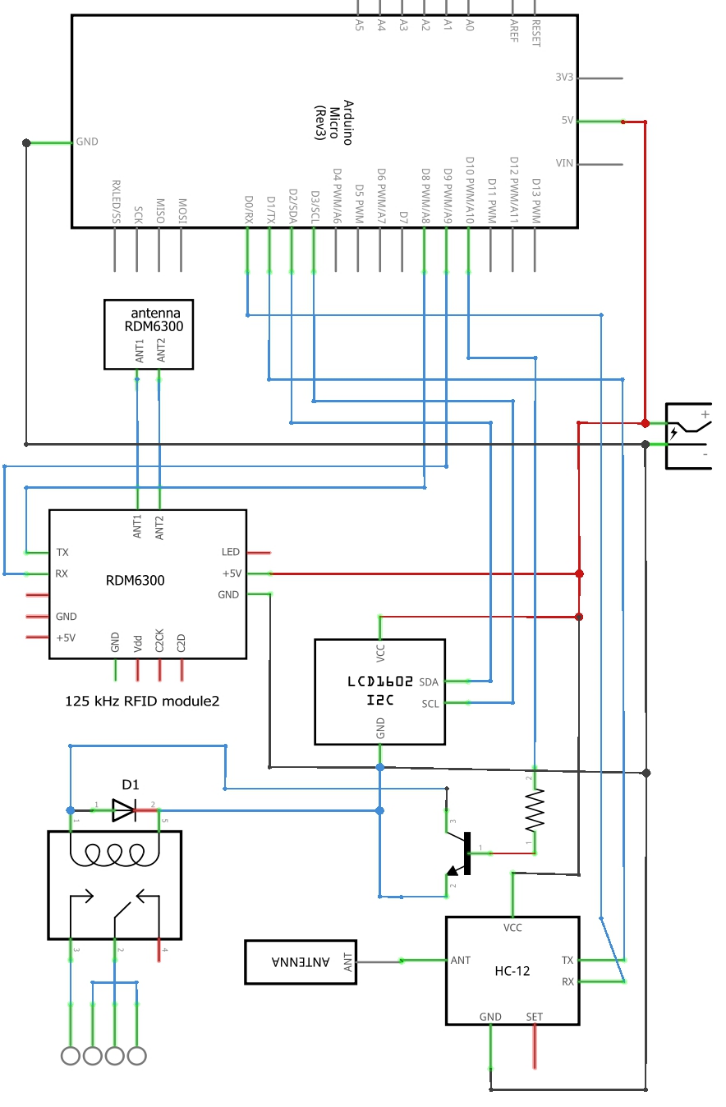 A5
A4
A3
A2
A1
A0
AREF
RESET
3V3
5V
VIN
Arduino
Micro
(Rev3)
GND
RXLED/SS
SCK
MISO
MOSI
D0/RX
D1/TX
D2/SDA
D3/SCL
D4 PWM/A6
D5 PWM
D6 PWM/A7
D7
D8 PWM/A8
D9 PWM/A9
D10 PWM/A10
D11 PWM
D12 PWM/A11
D13 PWM
antenna
RDM6300
ANT1
ANT2
+
-
ANT1
ANT2
TX
RX
GND
+5V
RDM6300
LED
+5V
GND
GND
Vdd
C2CK
C2D
125 kHz RFID module2
VCC
LCD1602
I2C
SDA
SCL
GND
D1
1
2
1
5
3
2
4
3
1
2
2
1
ANTENNA
ANT
VCC
ANT
HC-12
TX
RX
GND
SET